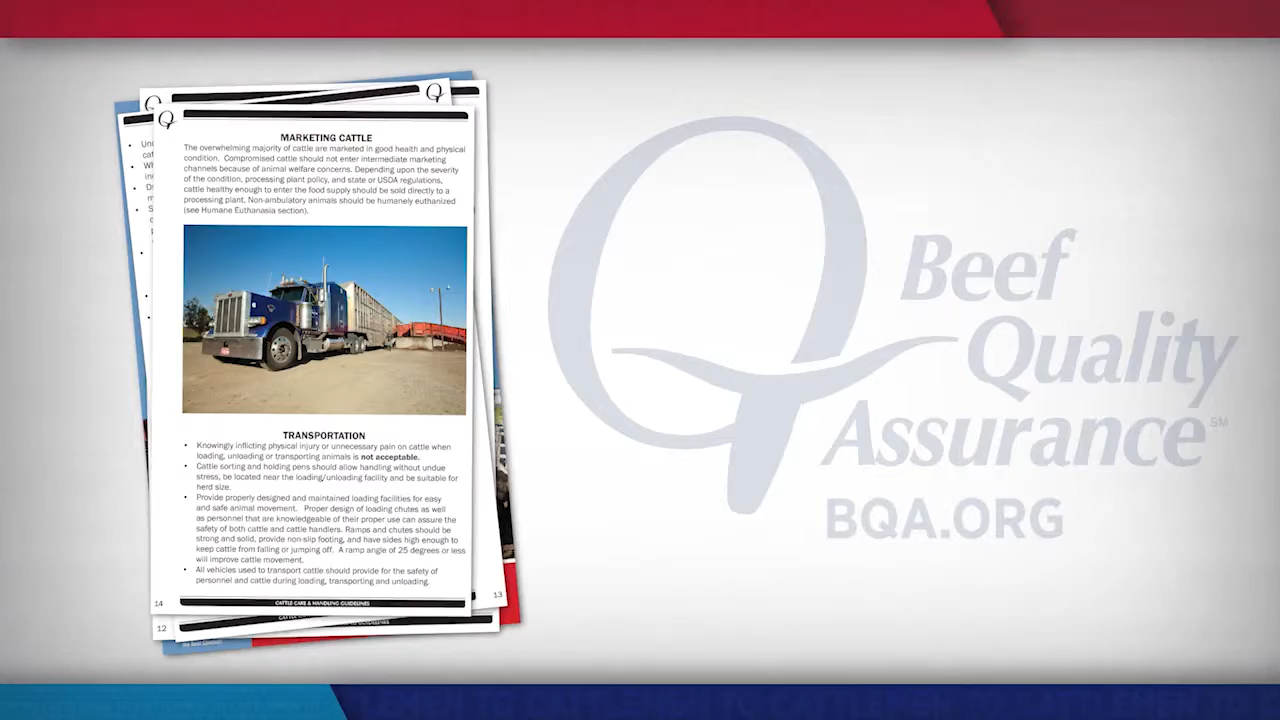 MARKETING CATTLE
The overwhelming majority of cattle are marketed in good health and physical
condition. Compromised cattle should not enter intermediate marketing
channels because of animal welfare concerns. Depending upon the severity
of the condition, processing plant policy, and state or USDA regulations,
cattle healthy enough to enter the food supply should be sold directly to a
processing plant. Non-ambulatory animals should be humanely euthanized
(see Humane Euthanasia section).
TRANSPORTATION
• Knowingly inflicting physical injury or unnecessary pain on cattle when
loading, unloading or transporting animals is not acceptable.
• Cattle sorting and holding pens should allow handling without undue
stress, be located near the loading/unloading facility and be suitable for
herd size.
• Provide properly designed and maintained loading facilities for easy
and safe animal movement. Proper design of loading chutes as well
as personnel that are knowledgeable of their proper use can assure the
safety of both cattle and cattle handlers. Ramps and chutes should be
strong and solid, provide non-slip footing, and have sides high enough to
keep cattle from falling or jumping off. A ramp angle of 25 degrees or less
will improve cattle movement.
• All vehicles used to transport cattle should provide for the safety of
personnel and cattle during loading, transporting and unloading.
14
CATTLE CARE & HANDLING GUIDELINES
13
12
Beef
Quality
Assurance SM
BQA.ORG